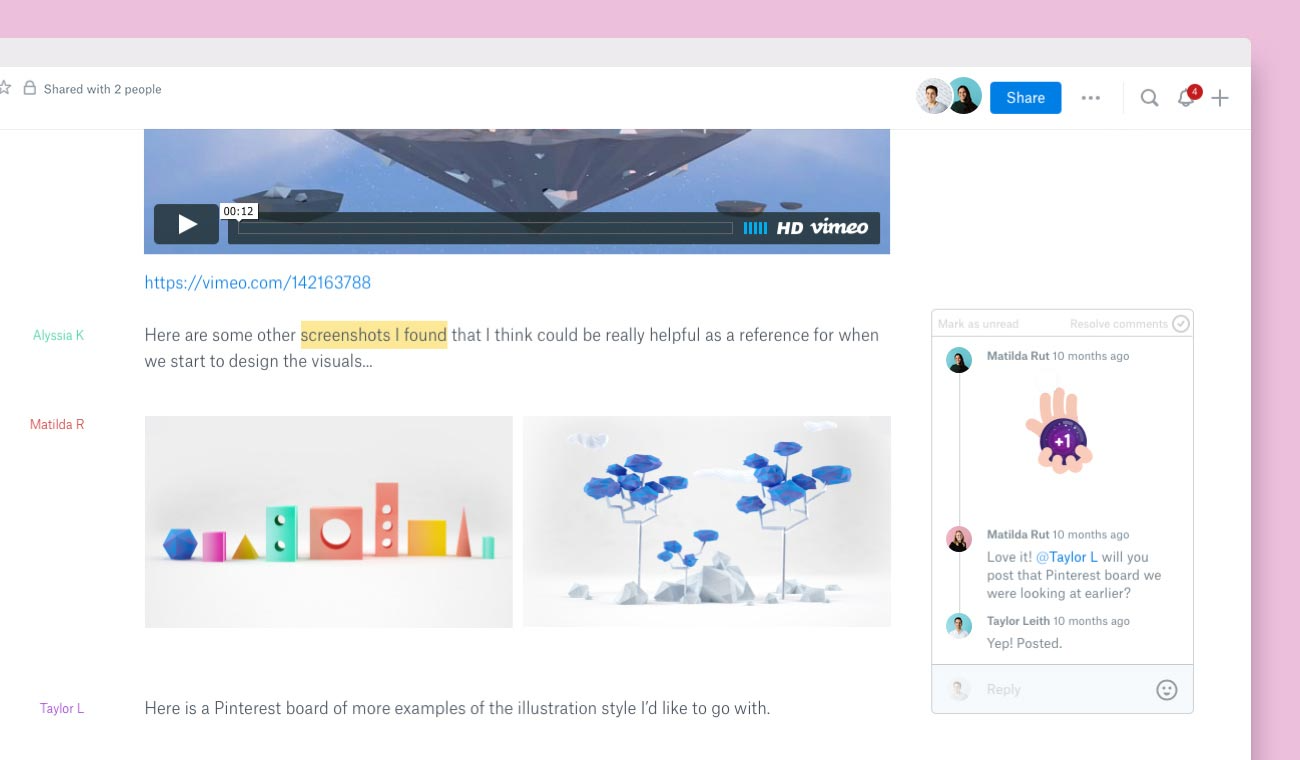 Shared with 2 people
Share
4
00:12
HD vimeo
https://vimeo.com/142163788
Alyssia K
Here are some other screenshots I found that I think could be really helpful as a reference for when
we start to design the visuals...
Matilda R
Taylor L
Here is a Pinterest board of more examples of the illustration style I'd like to go with.
Mark as unread
Resolve comments
Matilda Rut 10 months ago
+1
Matilda Rut 10 months ago
Love it! @Taylor L will you
post that Pinterest board we
were looking at earlier?
Taylor Leith 10 months ago
Yep! Posted.
Reply